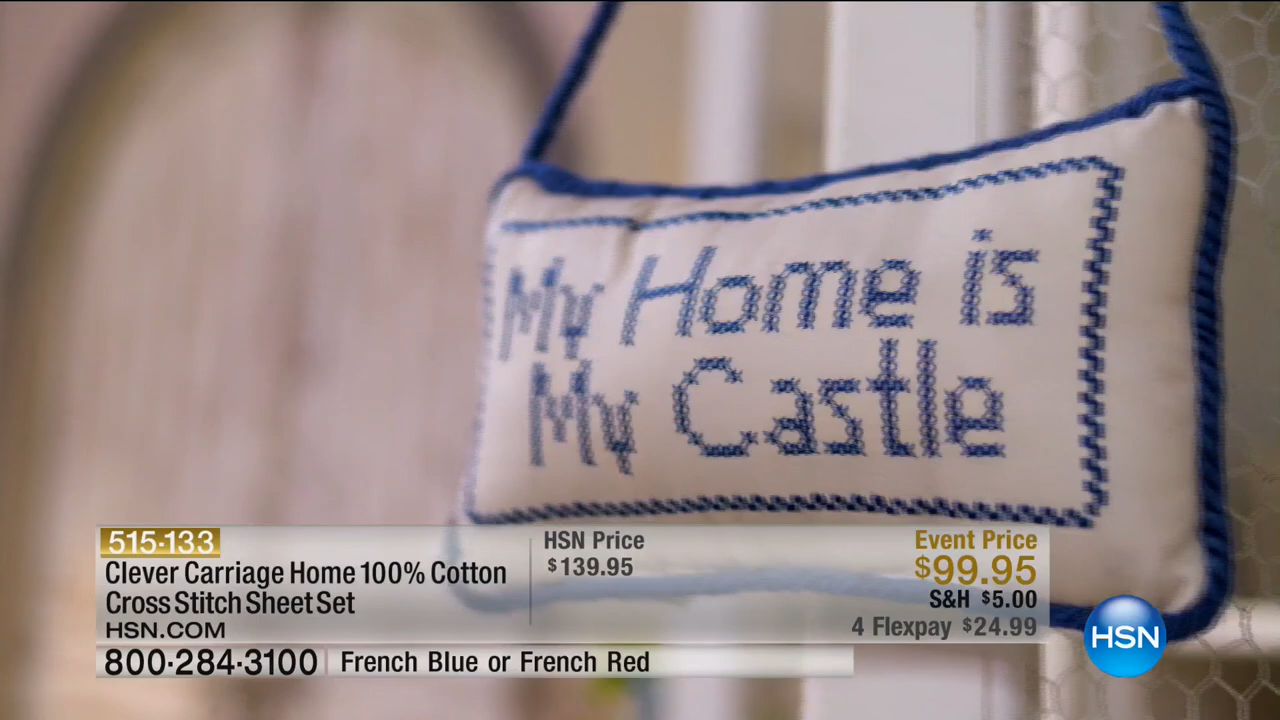 My Home is
My Castle
515-133
Clever Carriage Home 100% Cotton
Cross Stitch Sheet Set
HSN.COM
HSN Price
$139.95
Event Price
$99.95
S&H $5.00
4 Flexpay $24.99
800·284·3100
French Blue or French Red
HSN